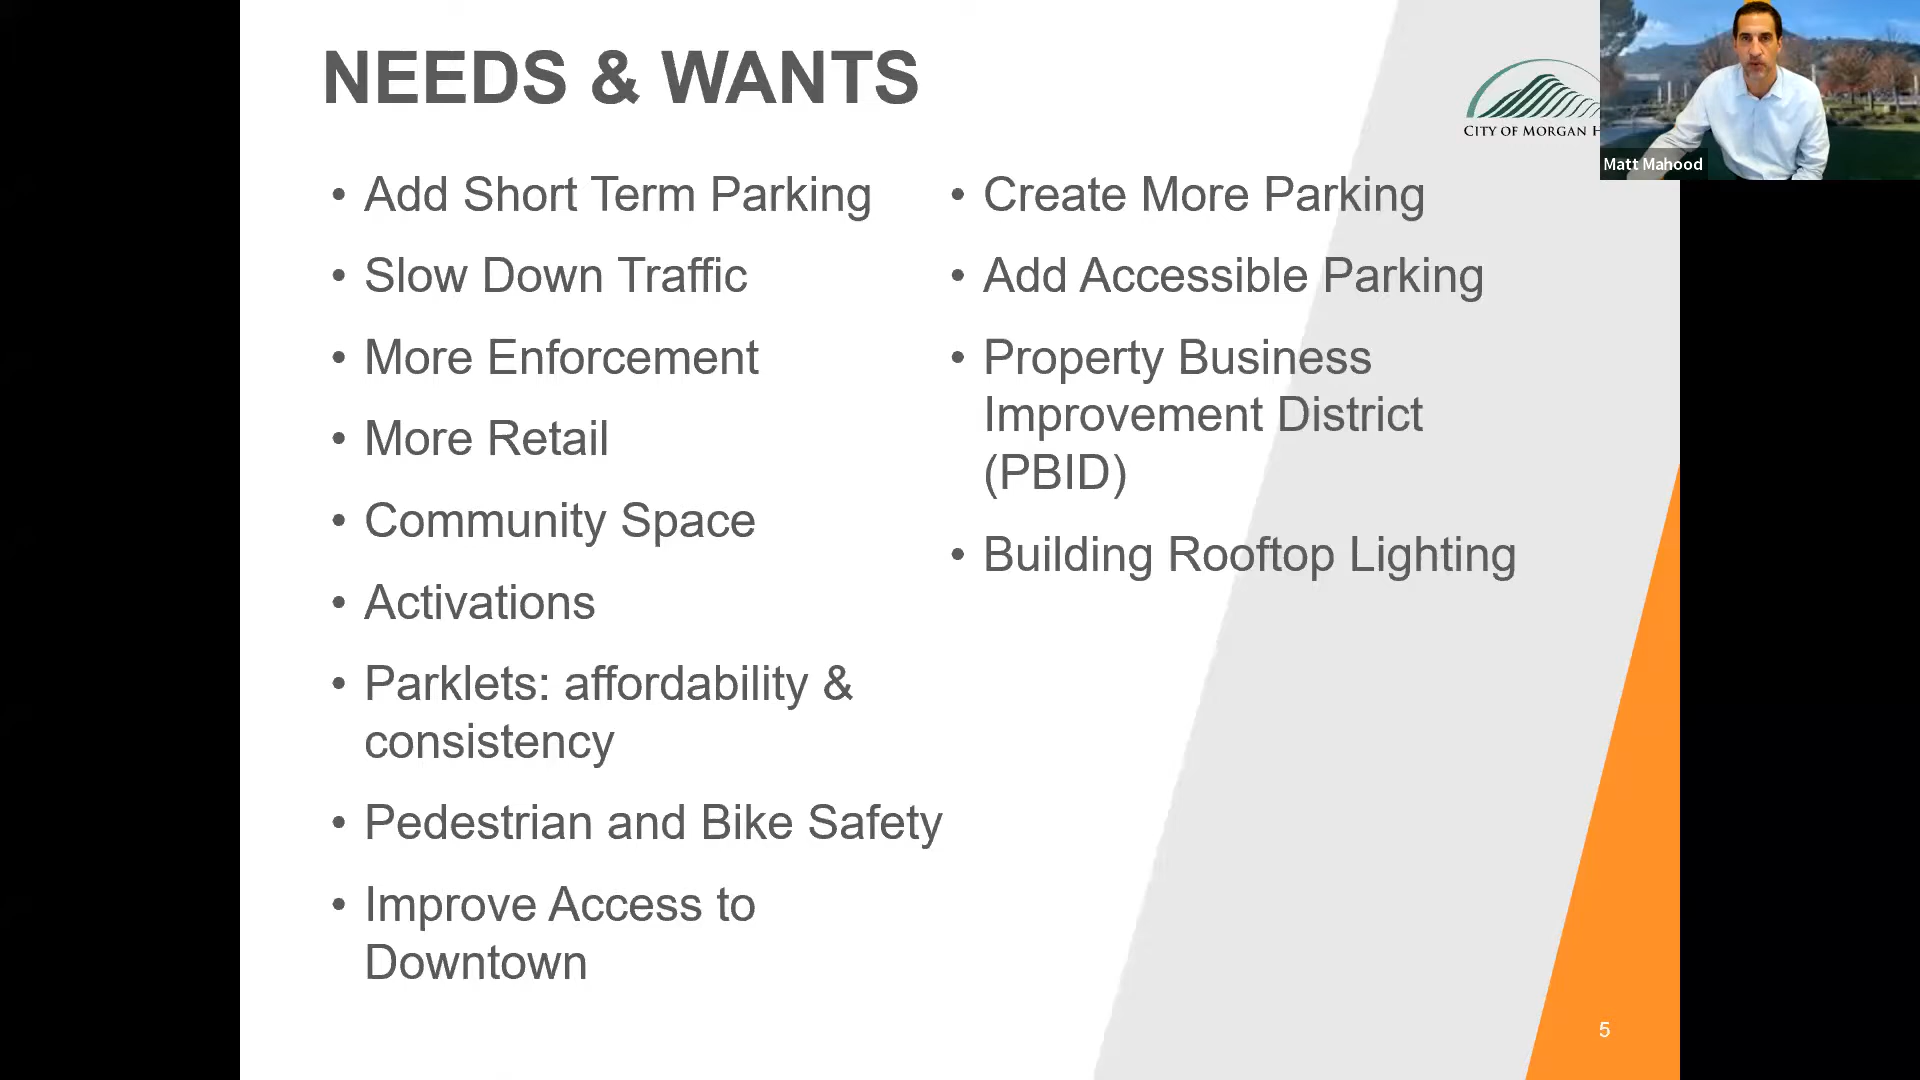 NEEDS & WANTS
• Add Short Term Parking
• Slow Down Traffic
• More Enforcement
• More Retail
• Community Space
• Activations
• Parklets: affordability &
consistency
• Pedestrian and Bike Safety
• Improve Access to
Downtown
• Create More Parking
• Add Accessible Parking
• Property Business
Improvement District
(PBID)
• Building Rooftop Lighting
CITY OF MORGAN H
Matt Mahood
5